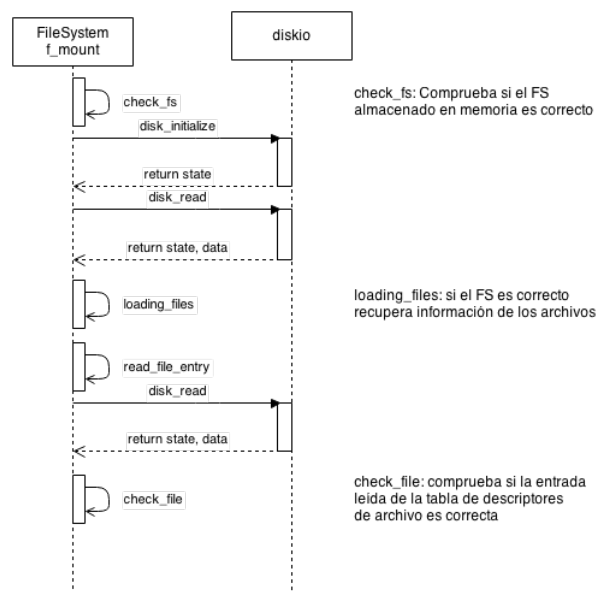 FileSystem
f_mount
diskio
check_fs
check_fs: Comprueba si el FS
almacenado en memoria es correcto
disk_initialize
return state
disk_read
return state, data
loading_files
loading_files: si el FS es correcto
recupera información de los archivos
read_file_entry
disk_read
return state, data
check_file
check_file: comprueba si la entrada
leída de la tabla de descriptores
de archivo es correcta